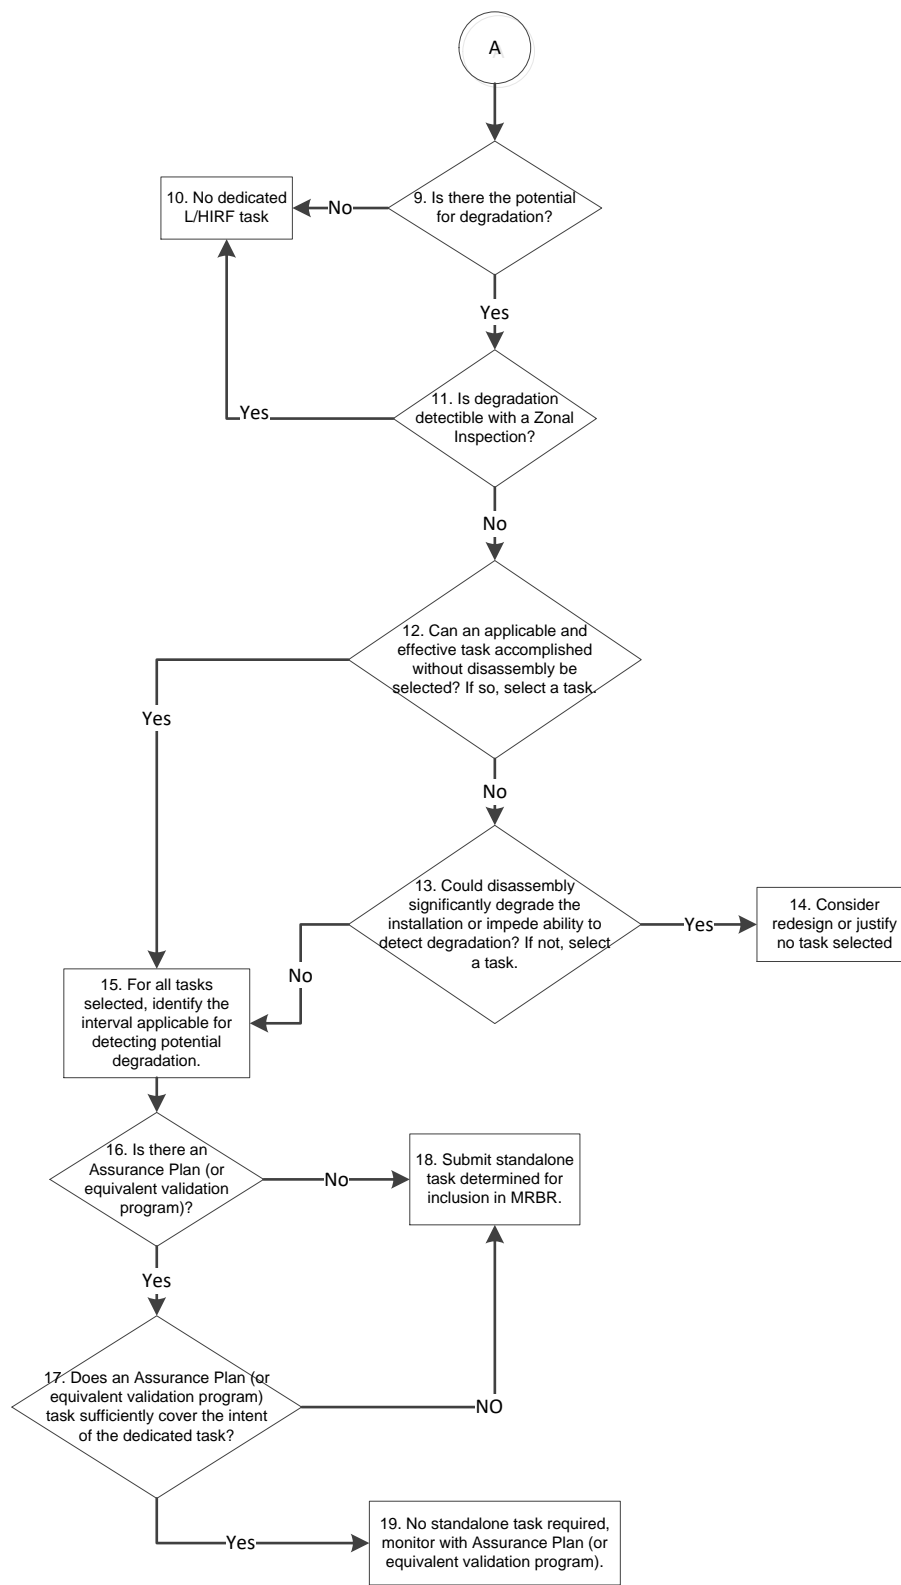 A
9. Is there the potential
for degradation?
No
10. No dedicated
L/HIRF task
Yes
11. Is degradation
detectible with a Zonal
Inspection?
Yes
No
12. Can an applicable and
effective task accomplished
without disassembly be
selected? If so, select a task.
Yes
No
13. Could disassembly
significantly degrade the
installation or impede ability to
detect degradation? If not, select
a task.
Yes
14. Consider
redesign or justify
no task selected
No
15. For all tasks
selected, identify the
interval applicable for
detecting potential
degradation.
16. Is there an
Assurance Plan (or
equivalent validation
program)?
No
18. Submit standalone
task determined for
inclusion in MRBR.
Yes
17. Does an Assurance Plan (or
equivalent validation program)
task sufficiently cover the intent
of the dedicated task?
NO
Yes
19. No standalone task required,
monitor with Assurance Plan (or
equivalent validation program).